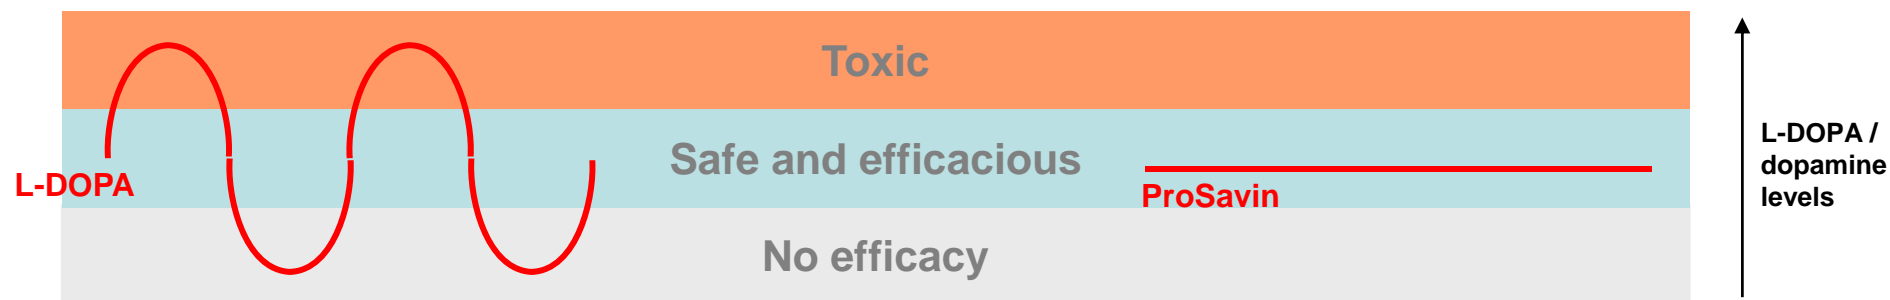 Toxic
Safe and efficacious
No efficacy
L-DOPA
ProSavin
L-DOPA /
dopamine
levels